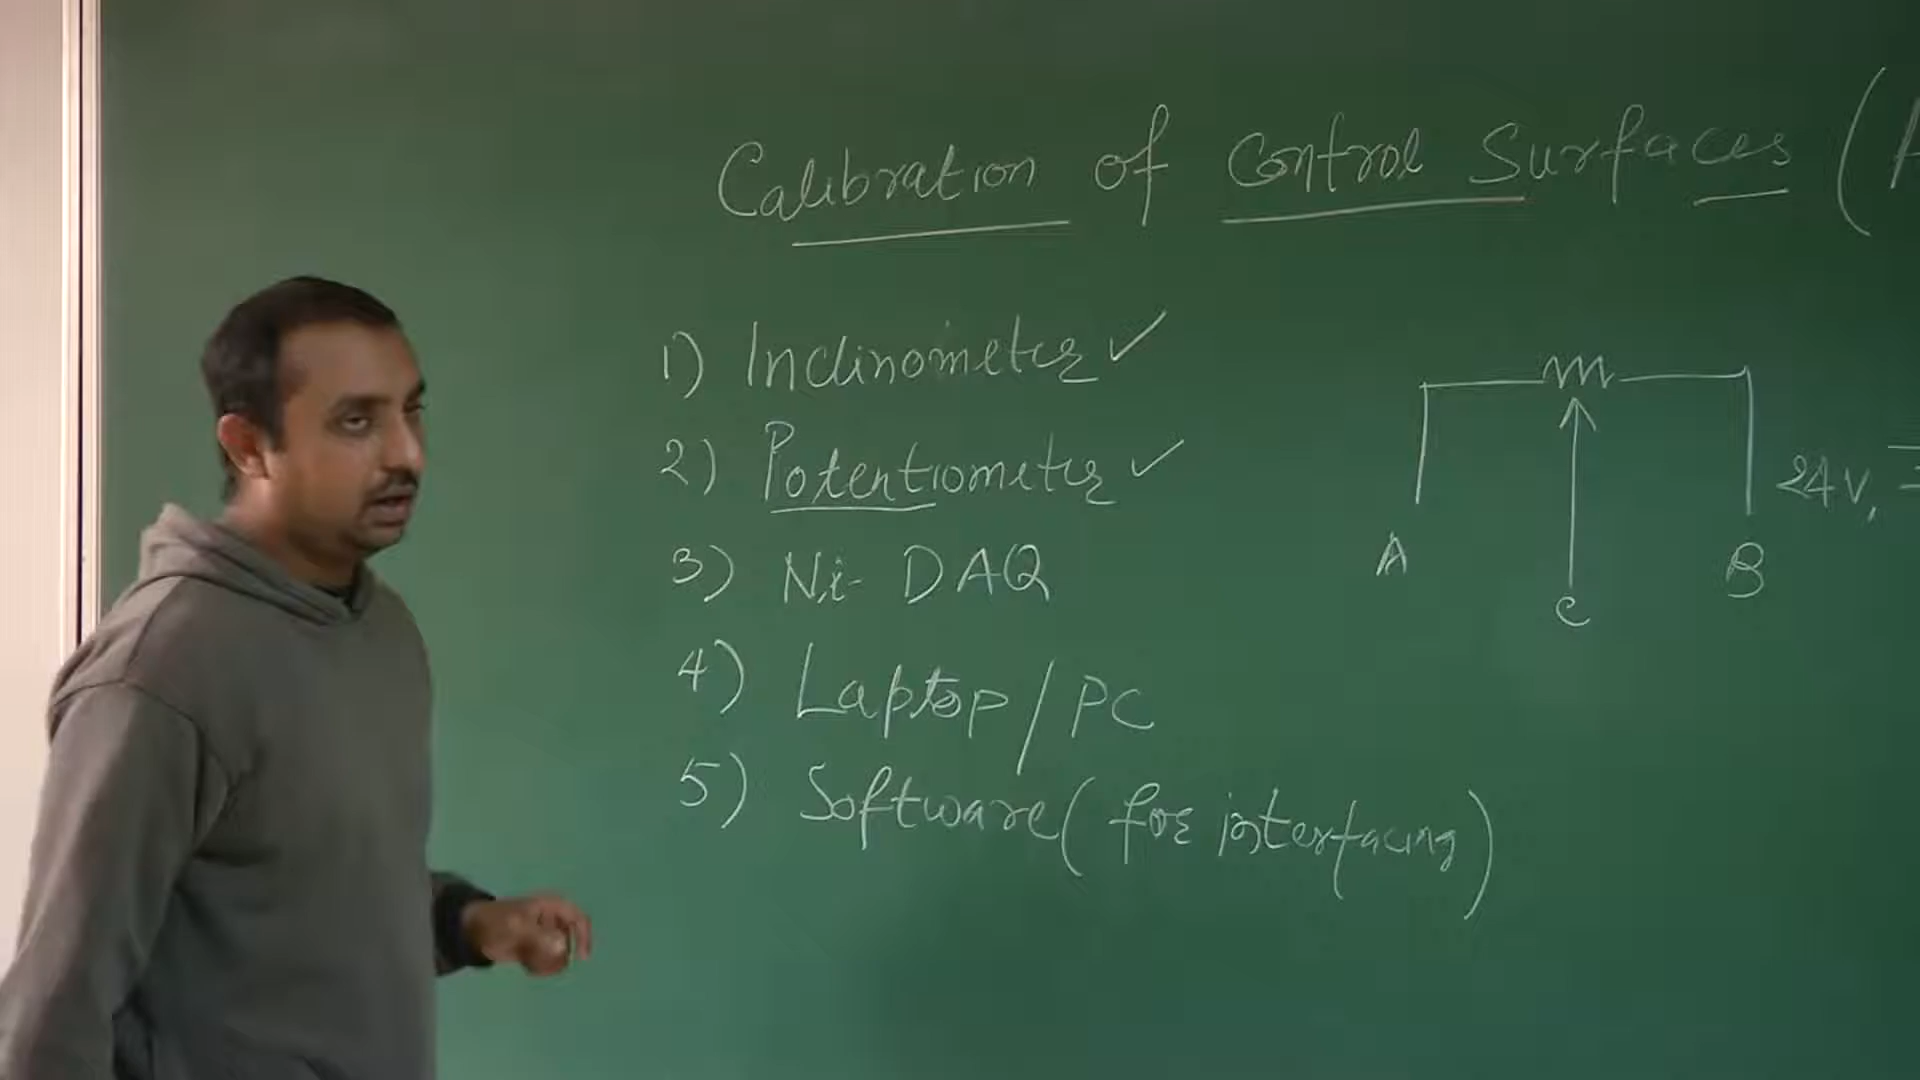 Calibration of Control Surfaces (
1) Inclinometer ✓
2) Potentiometer ✓
3) Ni- DAQ
4) Laptop / PC
5) Software ( for interfacing )
24V,
A
B
C